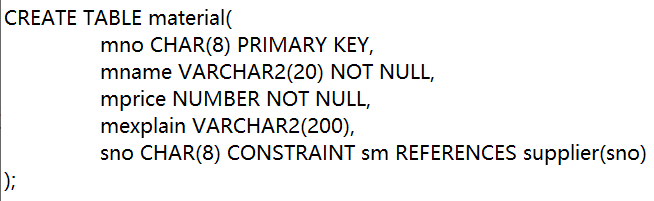 CREATE TABLE material(
mno CHAR(8) PRIMARY KEY,
mname VARCHAR2(20) NOT NULL,
mprice NUMBER NOT NULL,
mexplain VARCHAR2(200),
sno CHAR(8) CONSTRAINT sm REFERENCES supplier(sno)
);